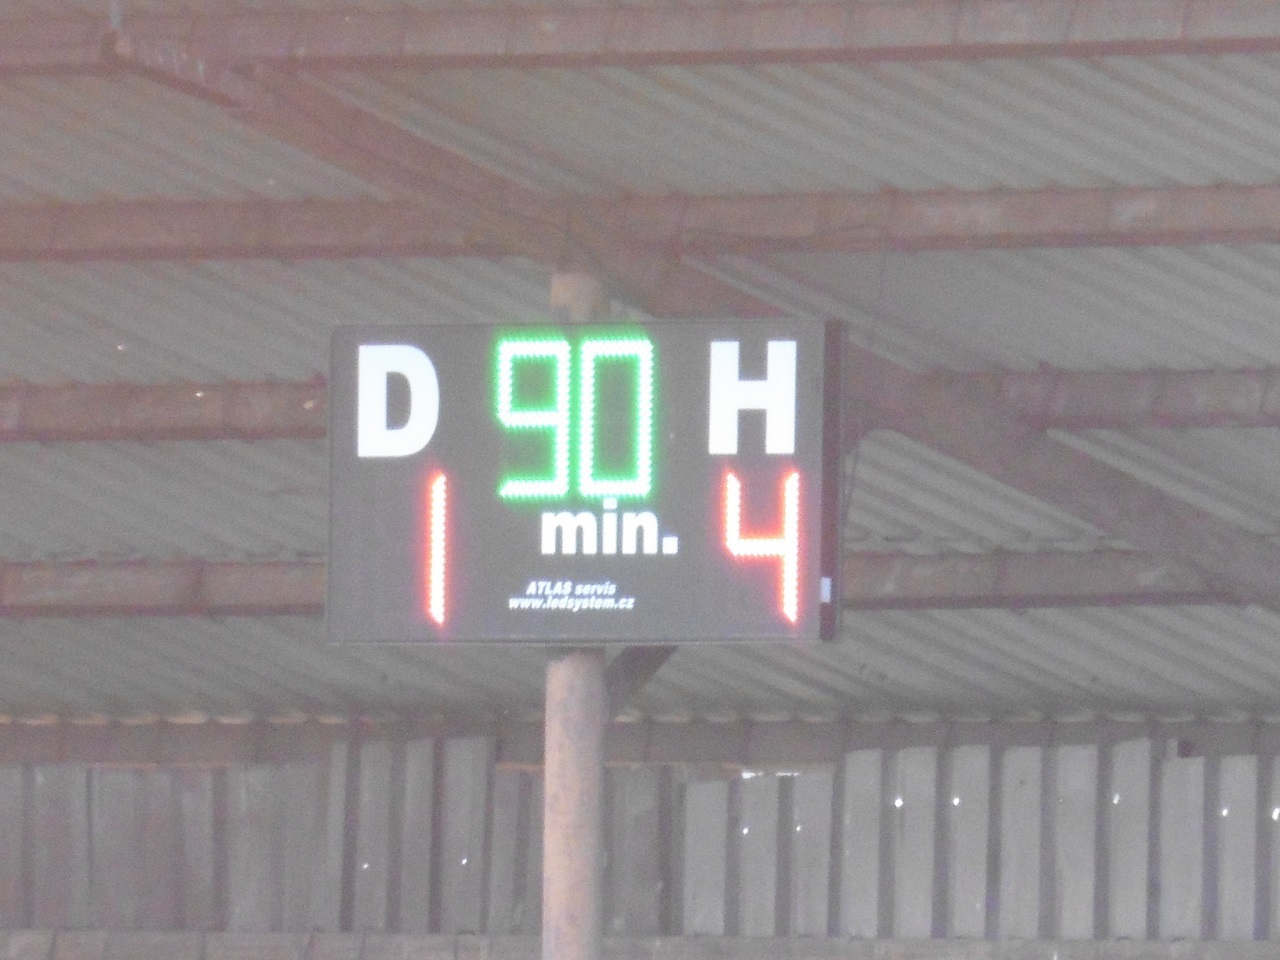 D 90 H
1 min. 4
ATLAS servis
www.ledsystem.cz